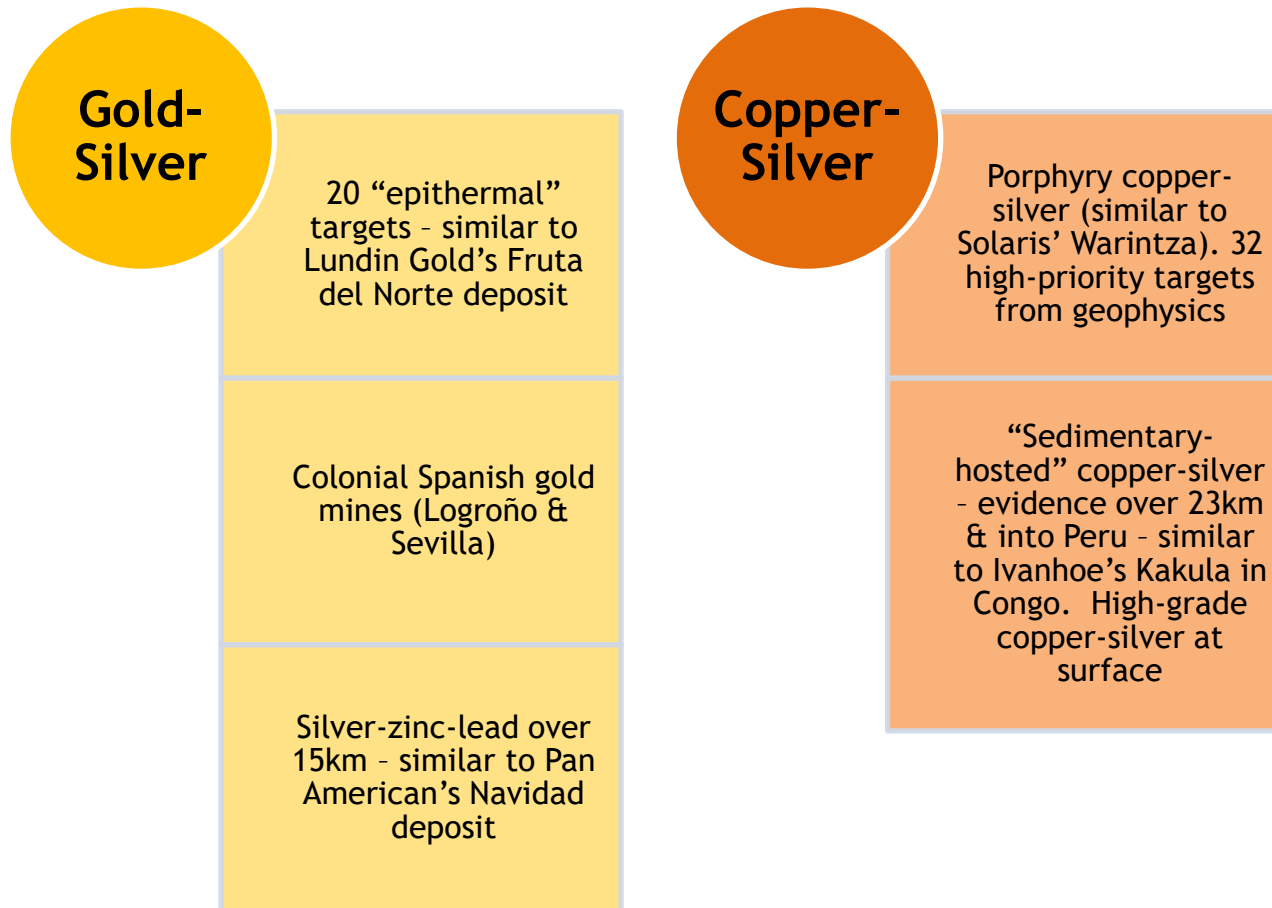 Gold-
Silver
20 “epithermal”
targets – similar to
Lundin Gold’s Fruta
del Norte deposit
Colonial Spanish gold
mines (Logroño &
Sevilla)
Silver-zinc-lead over
15km – similar to Pan
American’s Navidad
deposit
Copper-
Silver
Porphyry copper-
silver (similar to
Solaris’ Warintza). 32
high-priority targets
from geophysics
“Sedimentary-
hosted” copper-silver
– evidence over 23km
& into Peru – similar
to Ivanhoe’s Kakula in
Congo.  High-grade
copper-silver at
surface